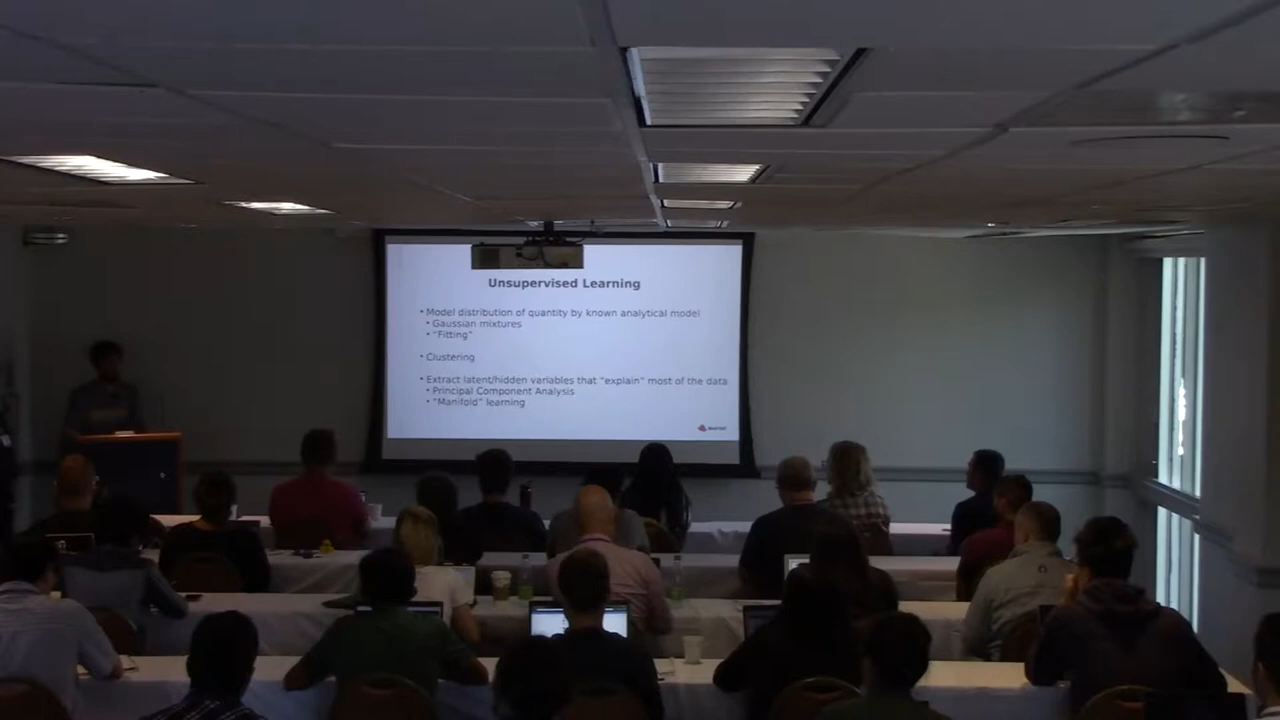 Unsupervised Learning
• Model distribution of quantity by known analytical model
• Gaussian mixtures
• "Fitting"
• Clustering
• Extract latent/hidden variables that "explain" most of the data
• Principal Component Analysis
• "Manifold" learning